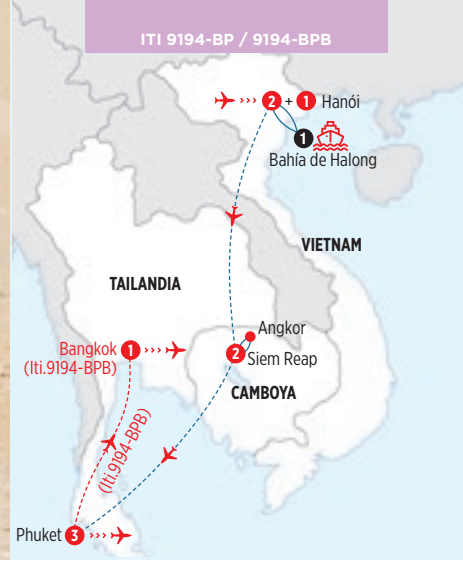 ITI 9194-BP / 9194-BPB
2 + 1 Hanói
1
Bahía de Halong
VIETNAM
TAILANDIA
Angkor
Bangkok 1
(Iti.9194-BPB)
2 Siem Reap
CAMBOYA
(Iti.9194-BPB)
Phuket 3